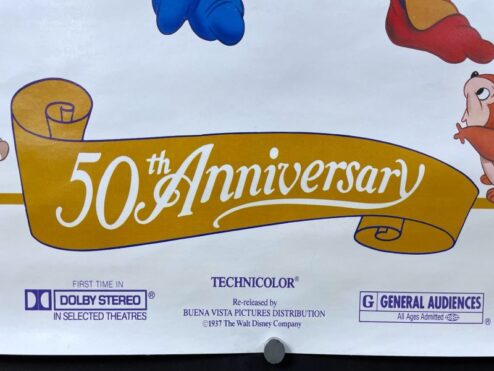 50th Anniversary
FIRST TIME IN
DOLBY STEREO®
IN SELECTED THEATRES
TECHNICOLOR®
Re-released by
BUENA VISTA PICTURES DISTRIBUTION
©1937 The Walt Disney Company
G GENERAL AUDIENCES
All Ages Admitted